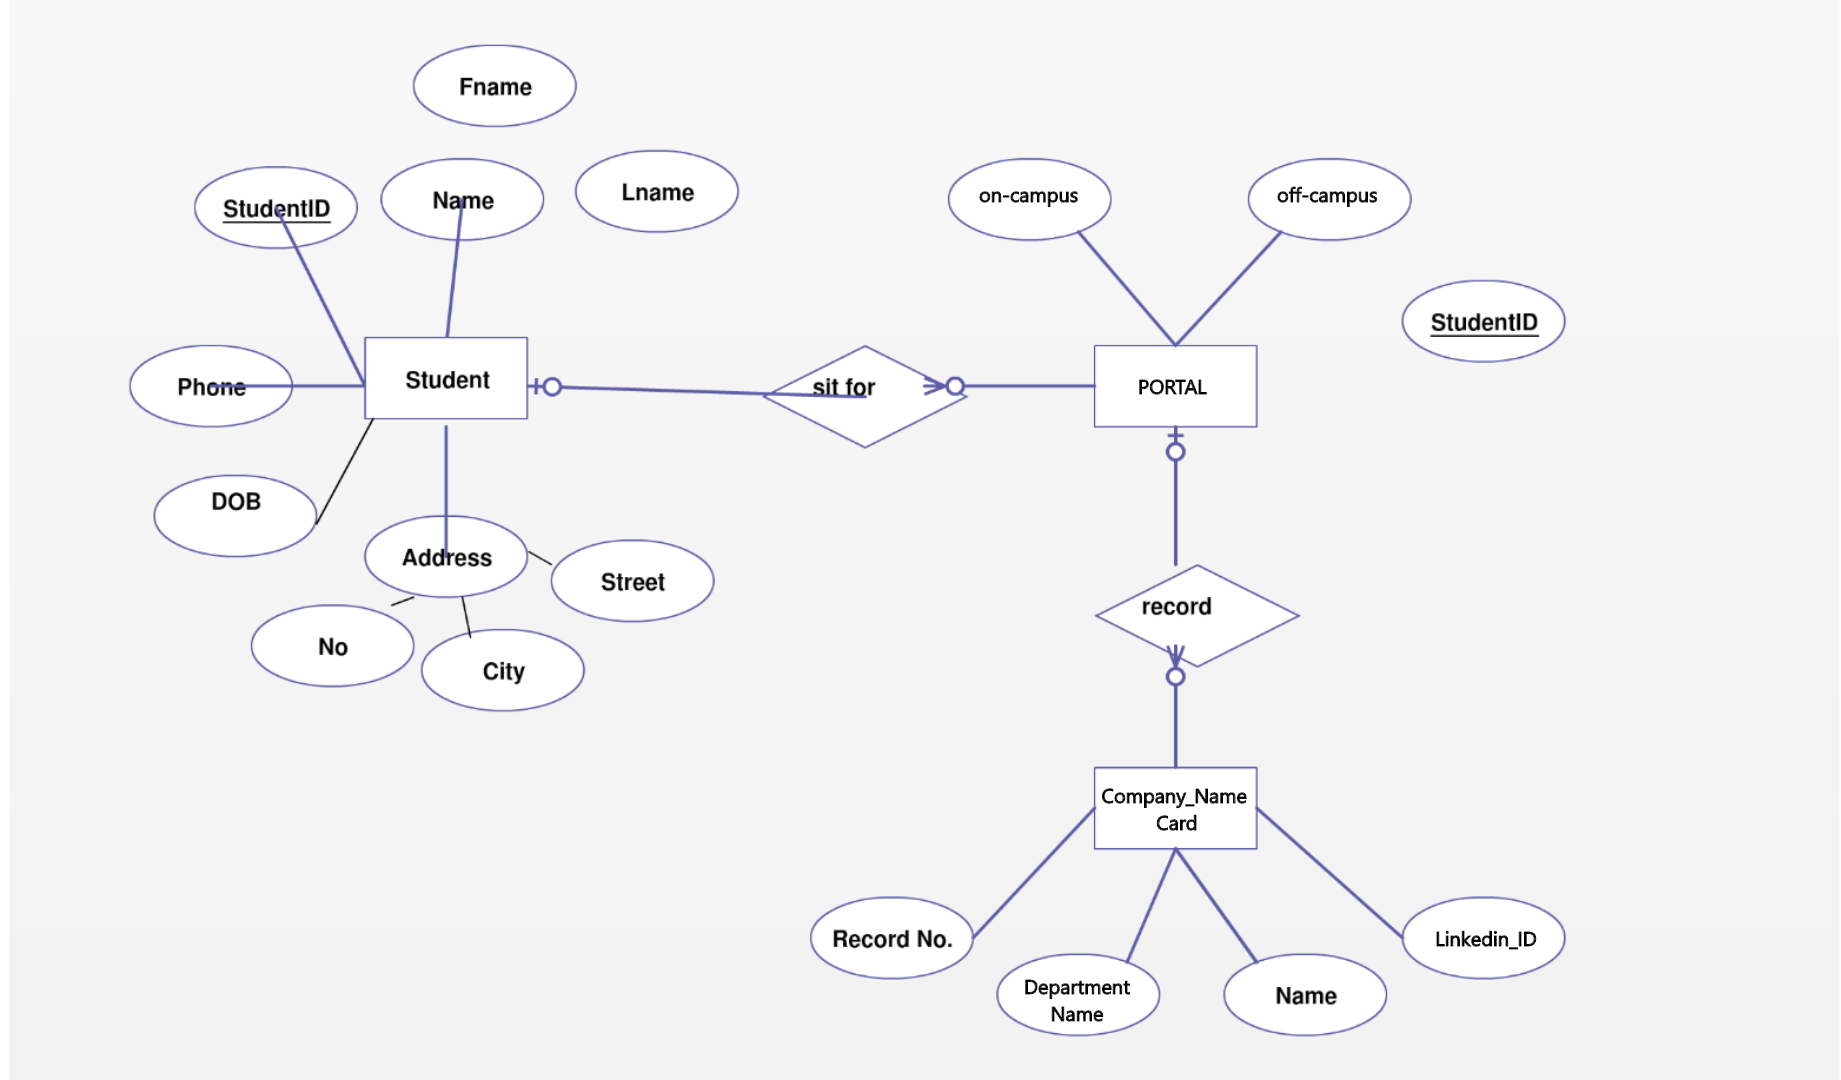 Fname
StudentID
Name
Lname
on-campus
off-campus
StudentID
Phone
Student
sit for
PORTAL
DOB
Address
Street
No
City
record
Company_Name
Card
Record No.
Department
Name
Name
Linkedin_ID